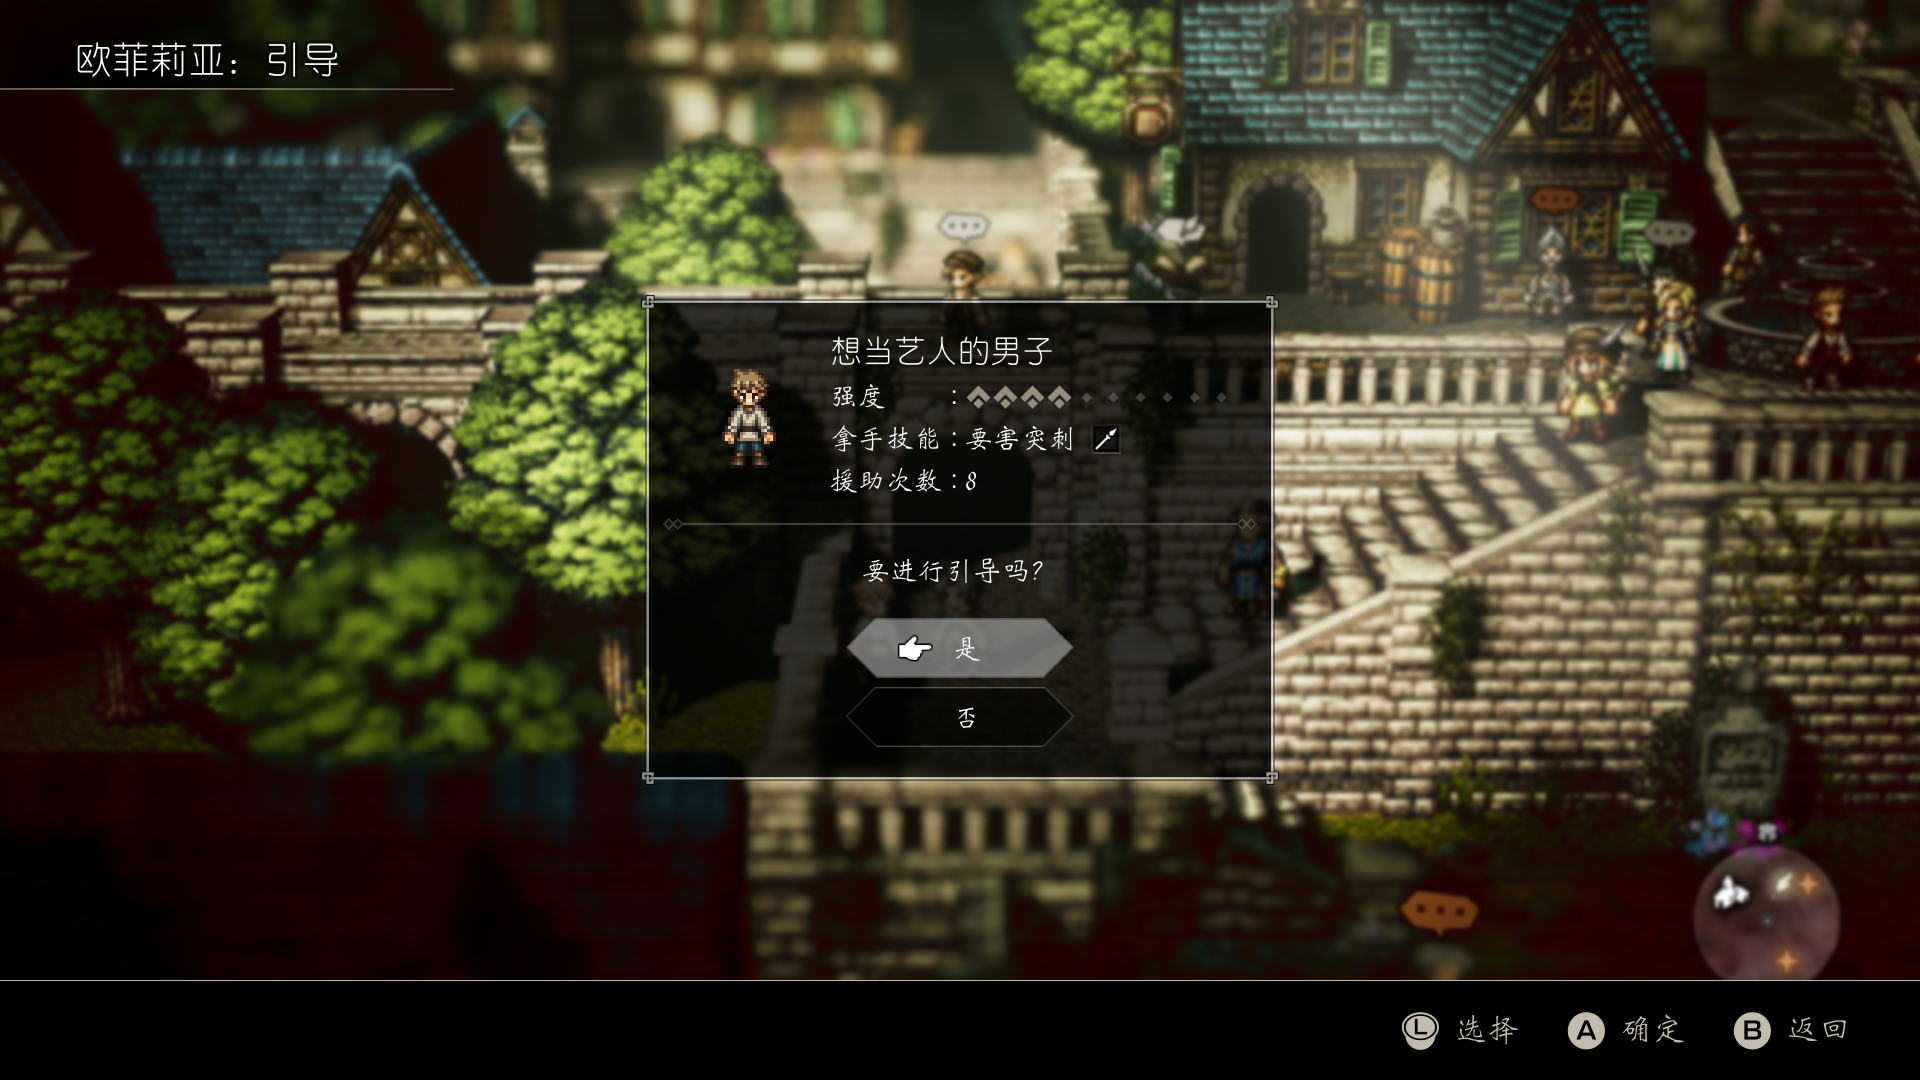 欧菲莉亚：引导
想当艺人的男子
强度：
拿手技能：要害突刺
援助次数：8
要进行引导吗？
是
否
L 选择 A 确定 B 返回